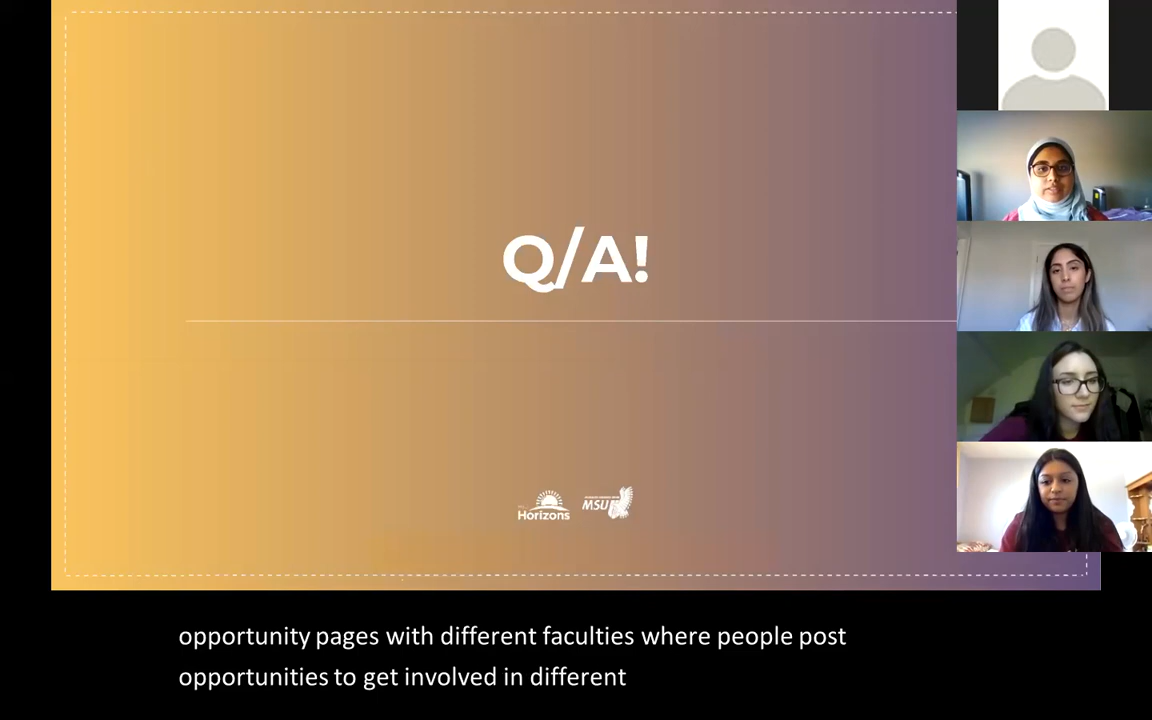 Q/A!
Horizons
MSU
opportunity pages with different faculties where people post
opportunities to get involved in different